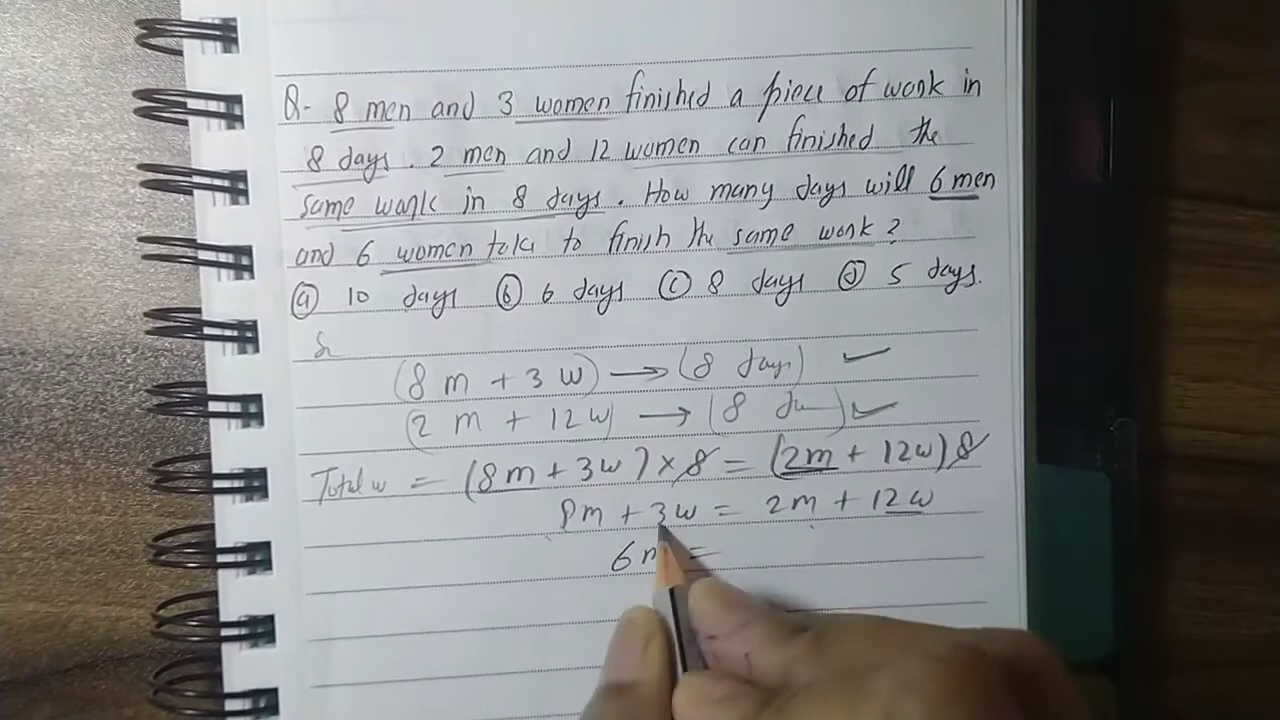 Q- 8 men and 3 women finished a piece of work in
8 days. 2 men and 12 women can finished the
same work in 8 days. How many days will 6 men
and 6 women take to finish the same work?
(a) 10 days (b) 6 days (c) 8 days (d) 5 days.
(8 m + 3 w) → (8 days) ✓
(2 m + 12 w) → (8 da) ✓
Total w = (8m + 3w) × 8 = (2m + 12w) 8
8m + 3w = 2m + 12w
6m =